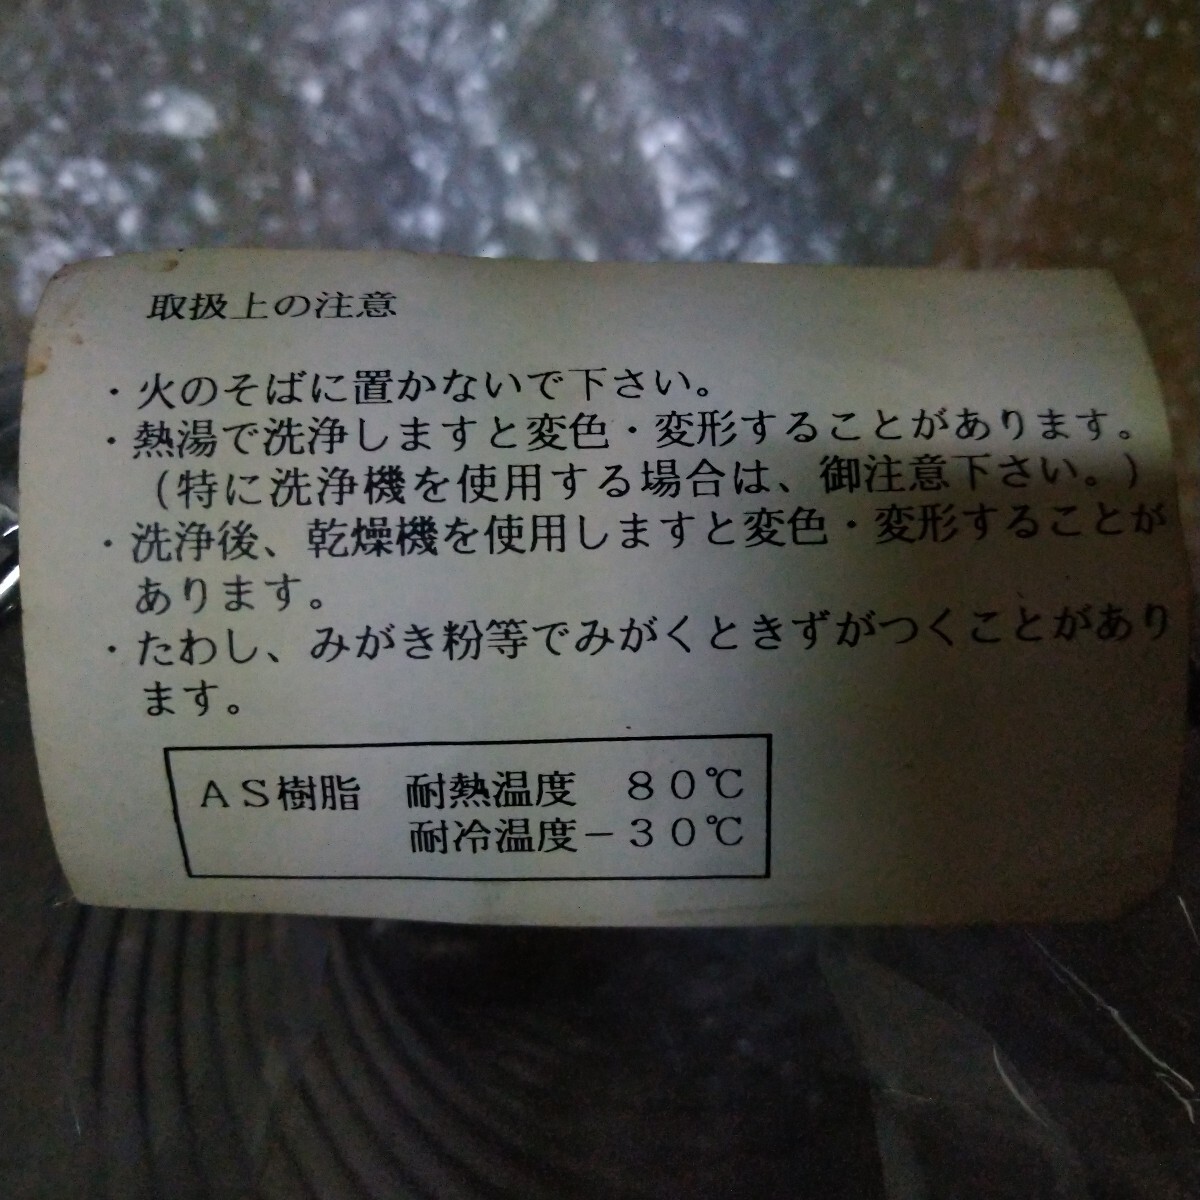 取扱上の注意
・火のそばに置かないで下さい。
・熱湯で洗浄しますと変色・変形することがあります。
(特に洗浄機を使用する場合は、御注意下さい。)
・洗浄後、乾燥機を使用しますと変色・変形することが
あります。
・たわし、みがき粉等でみがくときずがつくことがあり
ます。
ＡＳ樹脂　耐熱温度　８０℃
耐冷温度－３０℃